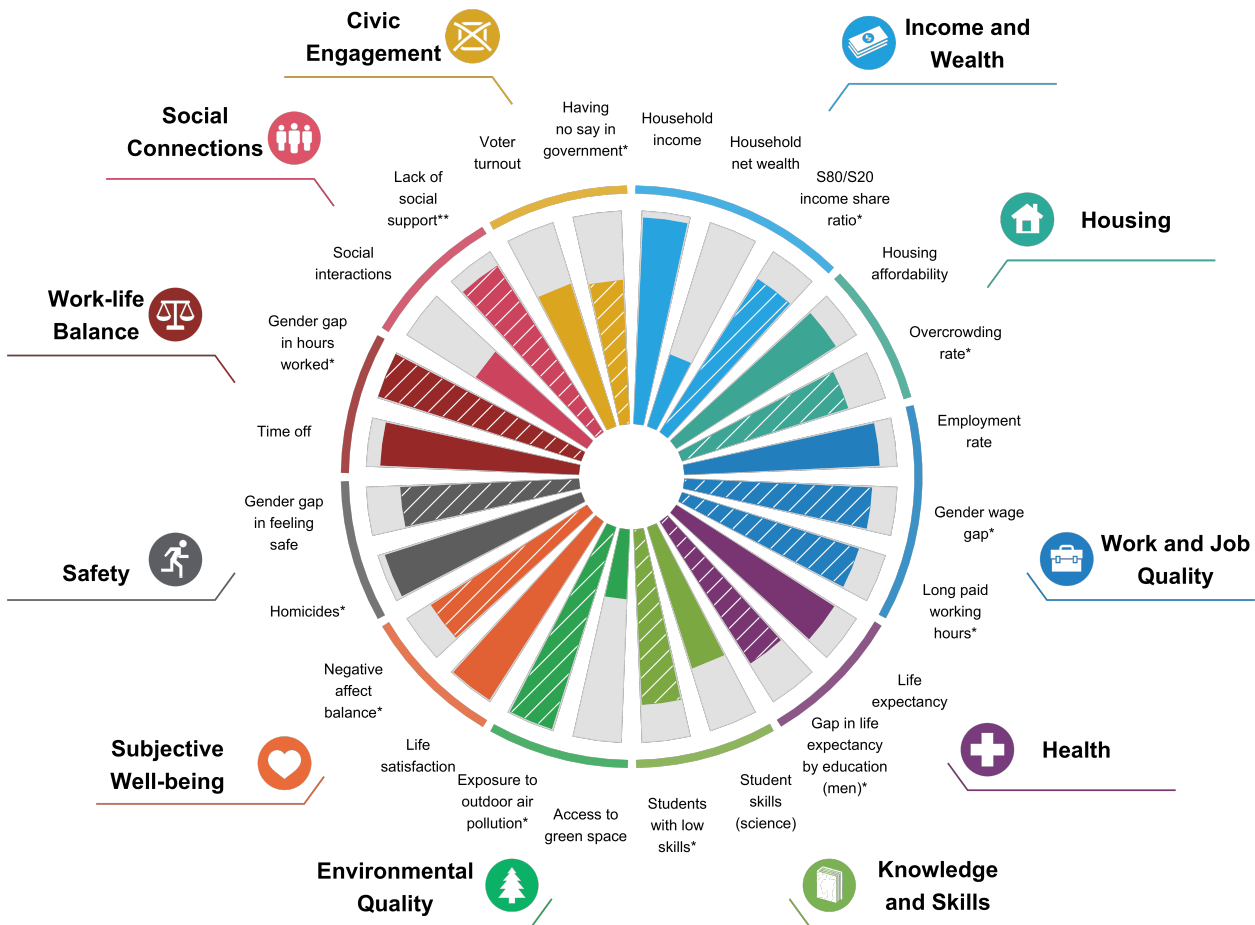 Civic
Engagement
Income and
Wealth
Social
Connections
Housing
Work-life
Balance
Work and Job
Quality
Safety
Health
Subjective
Well-being
Knowledge
and Skills
Environmental
Quality
Having
no say in
government*
Household
income
Household
net wealth
S80/S20
income share
ratio*
Housing
affordability
Overcrowding
rate*
Employment
rate
Gender wage
gap*
Long paid
working
hours*
Life
expectancy
Gap in life
expectancy
by education
(men)*
Student
skills
(science)
Students
with low
skills*
Access to
green space
Exposure to
outdoor air
pollution*
Life
satisfaction
Negative
affect
balance*
Homicides*
Gender gap
in feeling
safe
Time off
Gender gap
in hours
worked*
Social
interactions
Lack of
social
support**
Voter
turnout